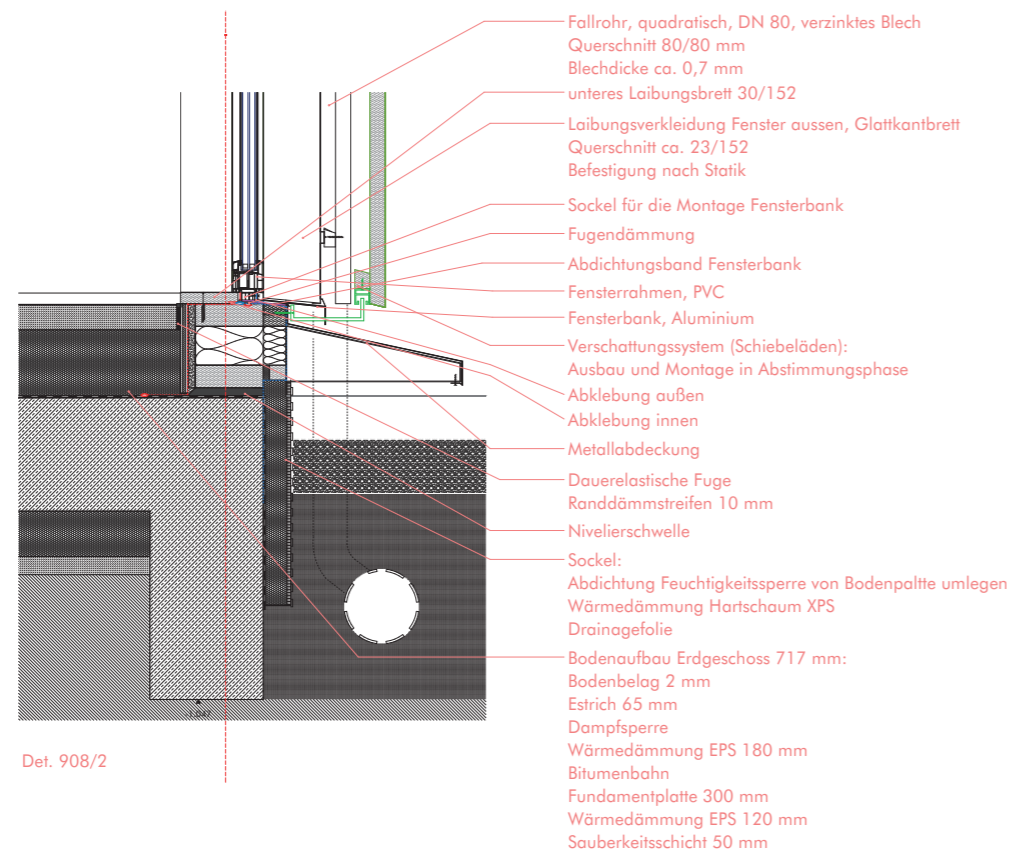 Fallrohr, quadratisch, DN 80, verzinktes Blech
Querschnitt 80/80 mm
Blechdicke ca. 0,7 mm
unteres Laibungsbrett 30/152
Laibungsverkleidung Fenster aussen, Glattkantbrett
Querschnitt ca. 23/152
Befestigung nach Statik
Sockel für die Montage Fensterbank
Fugendämmung
Abdichtungsband Fensterbank
Fensterrahmen, PVC
Fensterbank, Aluminium
Verschattungssystem (Schiebeläden):
Ausbau und Montage in Abstimmungsphase
Abklebung außen
Abklebung innen
Metallabdeckung
Dauerelastische Fuge
Randdämmstreifen 10 mm
Nivelierschwelle
Sockel:
Abdichtung Feuchtigkeitssperre von Bodenpaltte umlegen
Wärmedämmung Hartschaum XPS
Drainagefolie
Bodenaufbau Erdgeschoss 717 mm:
Bodenbelag 2 mm
Estrich 65 mm
Dampfsperre
Wärmedämmung EPS 180 mm
Bitumenbahn
Fundamentplatte 300 mm
Wärmedämmung EPS 120 mm
Sauberkeitsschicht 50 mm
-1.047
Det. 908/2